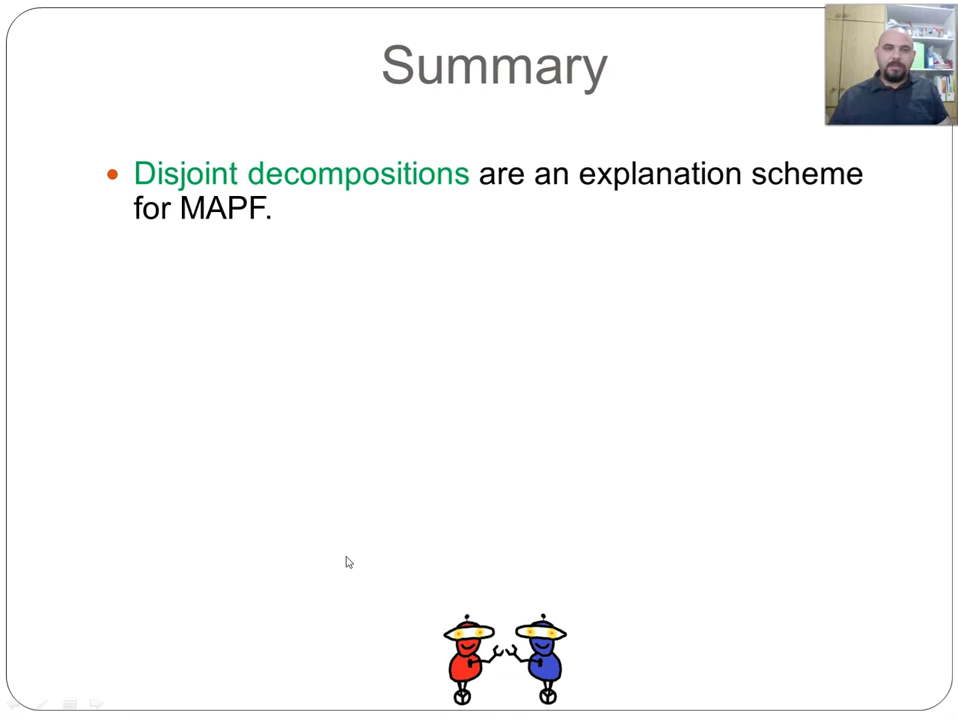 Summary
Disjoint decompositions are an explanation scheme
for MAPF.